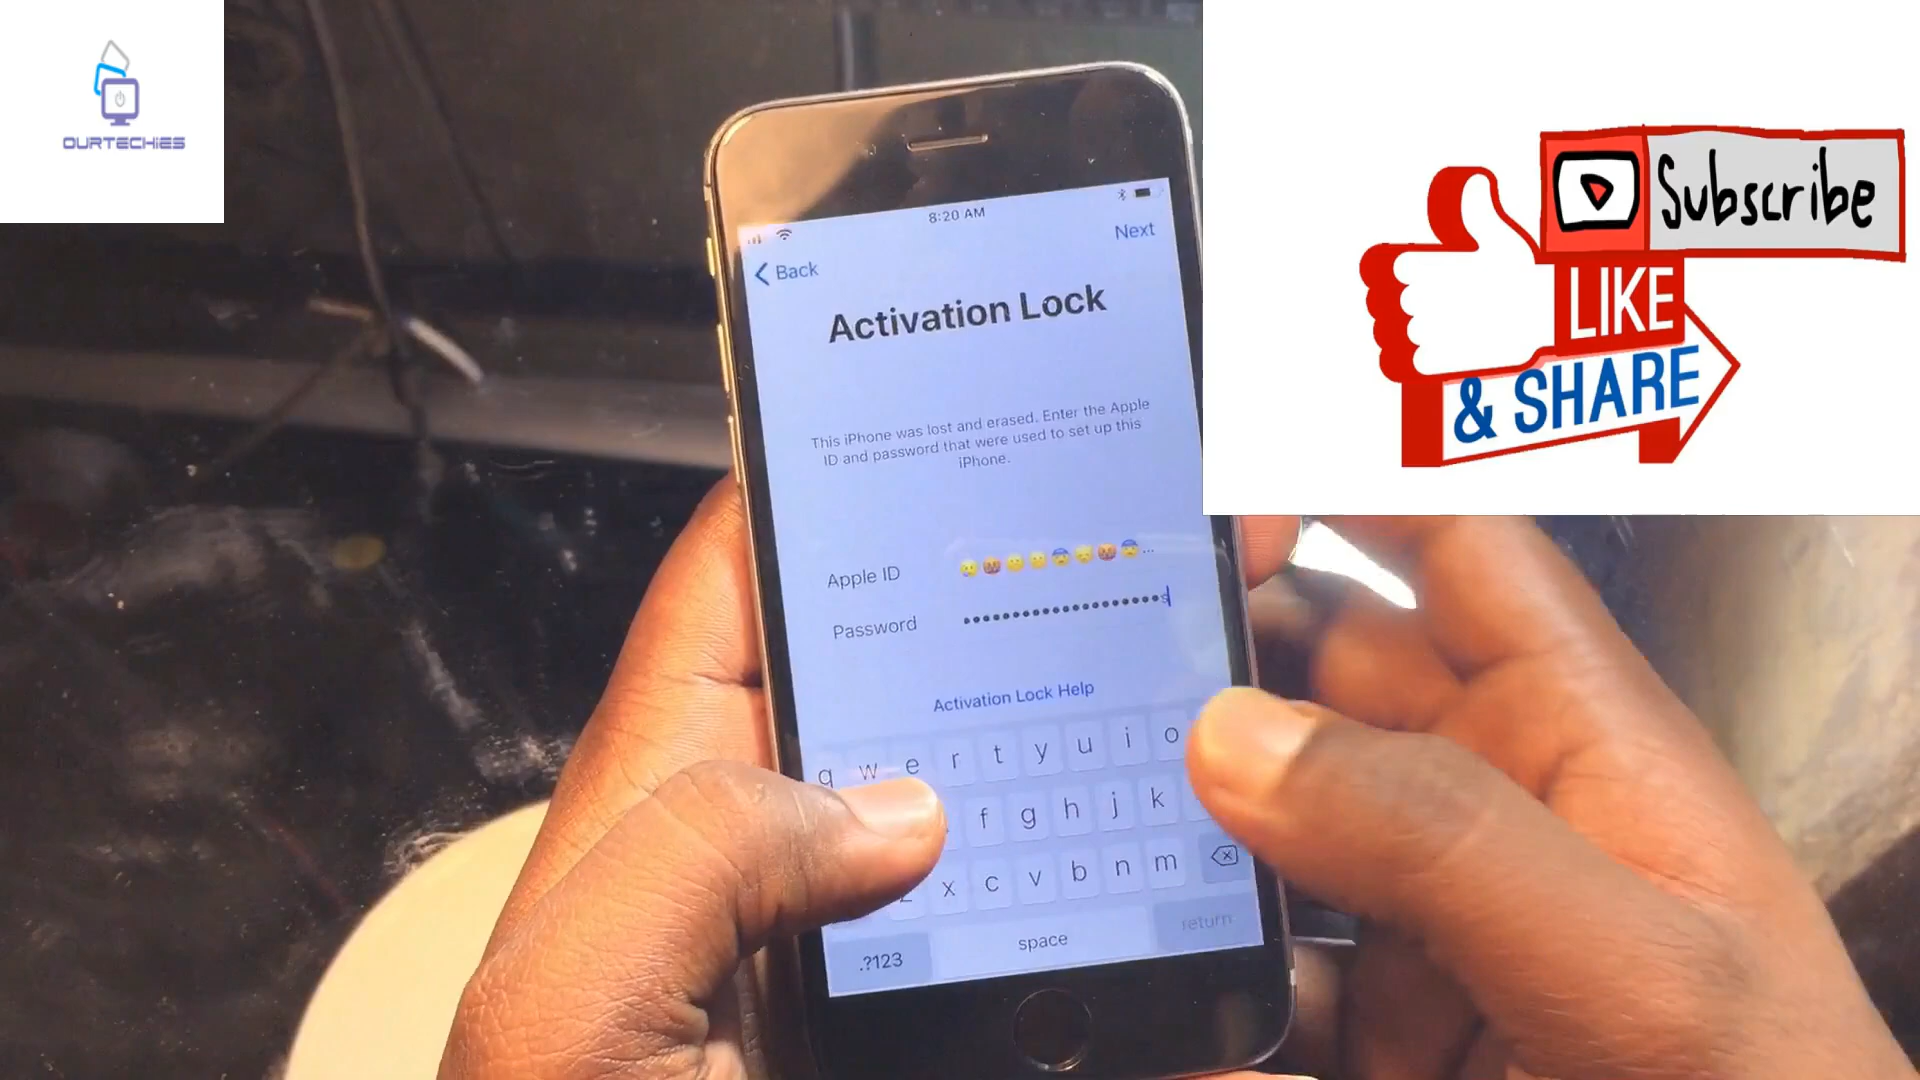 OURTECHiES
Subscribe
LIKE
& SHARE
8:20 AM
Back
Next
Activation Lock
This iPhone was lost and erased. Enter the Apple
ID and password that were used to set up this
iPhone.
Apple ID 😢🤬🙁🙁😨😢🤬😨...
Password ••••••••••••••••••••s
Activation Lock Help
q w e r t y u i o
f g h j k
z x c v b n m
.?123 space return